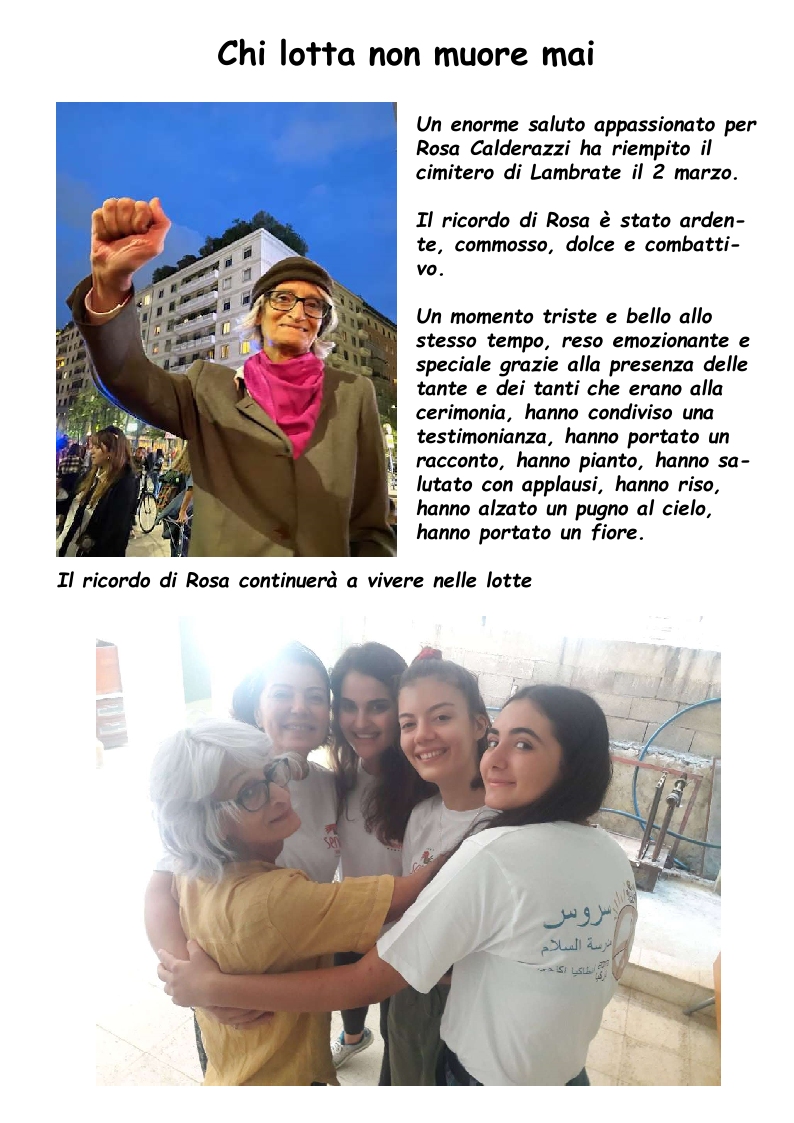 Chi lotta non muore mai
Un enorme saluto appassionato per
Rosa Calderazzi ha riempito il
cimitero di Lambrate il 2 marzo.
Il ricordo di Rosa è stato arden-
te, commosso, dolce e combatti-
vo.
Un momento triste e bello allo
stesso tempo, reso emozionante e
speciale grazie alla presenza delle
tante e dei tanti che erano alla
cerimonia, hanno condiviso una
testimonianza, hanno portato un
racconto, hanno pianto, hanno sa-
lutato con applausi, hanno riso,
hanno alzato un pugno al cielo,
hanno portato un fiore.
Il ricordo di Rosa continuerà a vivere nelle lotte
سروس
مدرسة السلام